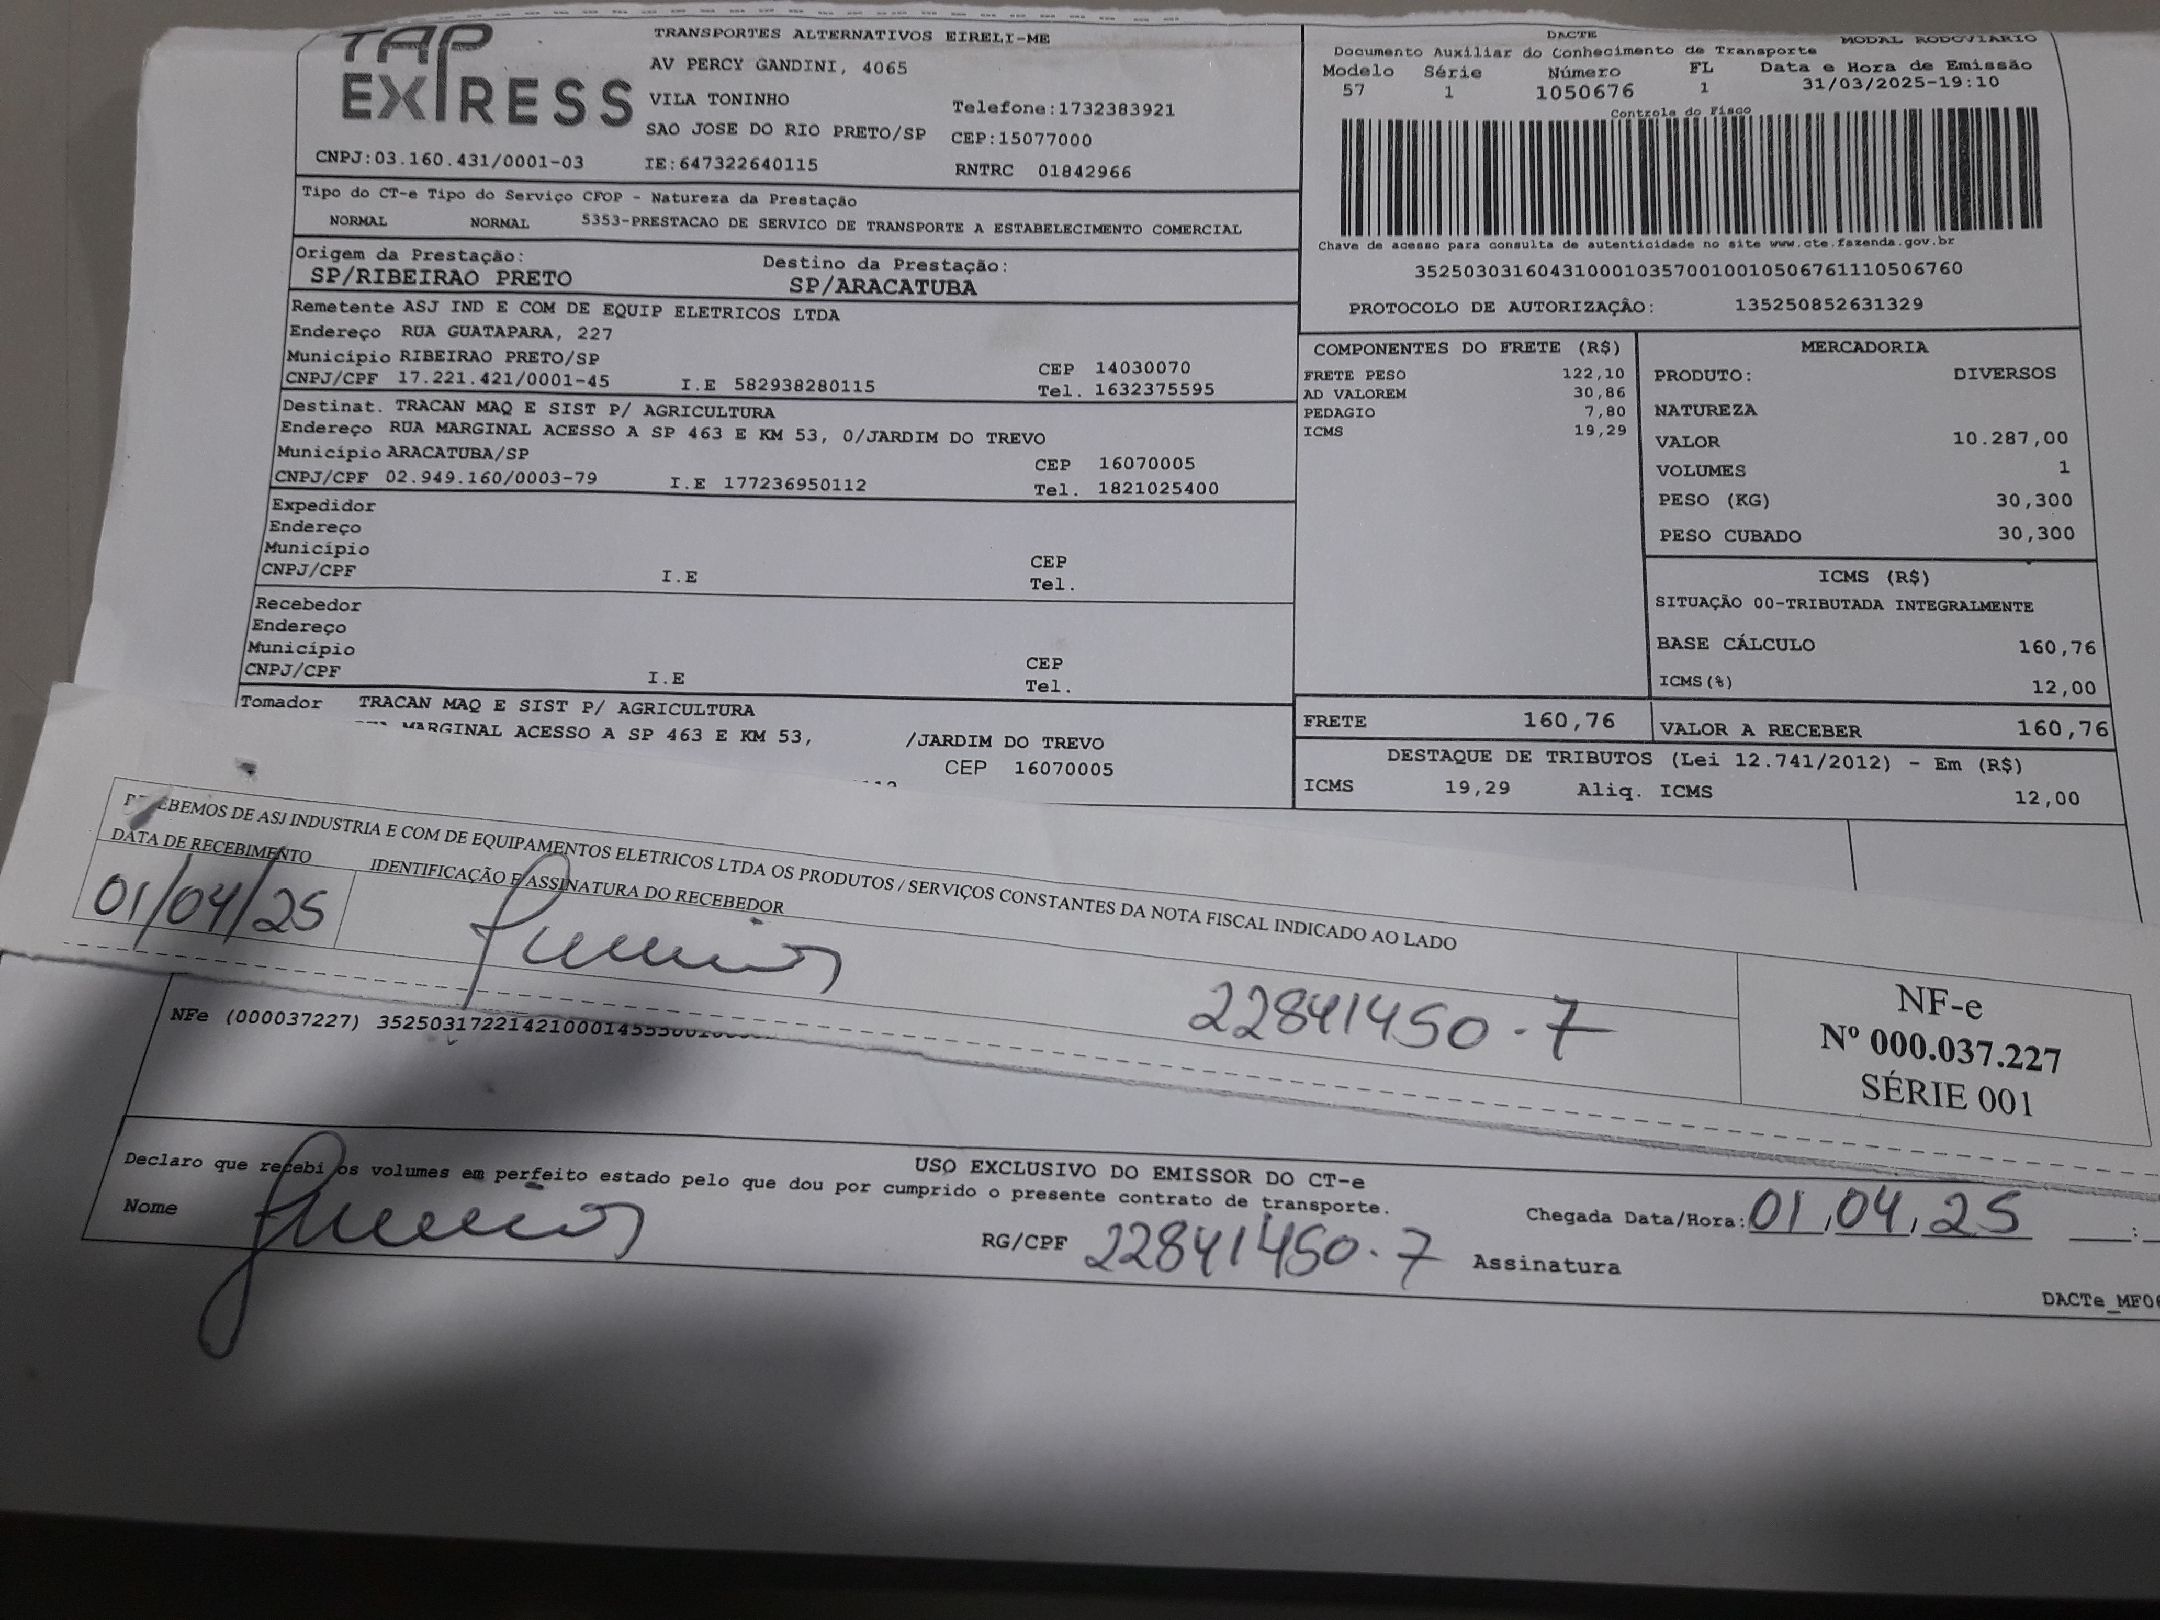 TAP
EXPRESS
TRANSPORTES ALTERNATIVOS EIRELI-ME
AV PERCY GANDINI, 4065
VILA TONINHO
Telefone:1732383921
SAO JOSE DO RIO PRETO/SP CEP:15077000
CNPJ:03.160.431/0001-03 IE:647322640115 RNTRC 01842966
Tipo do CT-e Tipo do Serviço CFOP - Natureza da Prestação
NORMAL NORMAL 5353-PRESTACAO DE SERVICO DE TRANSPORTE A ESTABELECIMENTO COMERCIAL
Origem da Prestação: Destino da Prestação:
SP/RIBEIRAO PRETO SP/ARACATUBA
Remetente ASJ IND E COM DE EQUIP ELETRICOS LTDA
Endereço RUA GUATAPARA, 227
Município RIBEIRAO PRETO/SP CEP 14030070
CNPJ/CPF 17.221.421/0001-45 I.E 582938280115 Tel. 1632375595
Destinat. TRACAN MAQ E SIST P/ AGRICULTURA
Endereço RUA MARGINAL ACESSO A SP 463 E KM 53, 0/JARDIM DO TREVO
Município ARACATUBA/SP CEP 16070005
CNPJ/CPF 02.949.160/0003-79 I.E 177236950112 Tel. 1821025400
Expedidor
Endereço
Município CEP
CNPJ/CPF I.E Tel.
Recebedor
Endereço
Município CEP
CNPJ/CPF I.E Tel.
Tomador TRACAN MAQ E SIST P/ AGRICULTURA
MARGINAL ACESSO A SP 463 E KM 53, /JARDIM DO TREVO
CEP 16070005
DACTE MODAL RODOVIARIO
Documento Auxiliar do Conhecimento de Transporte
Modelo Série Número FL Data e Hora de Emissão
57 1 1050676 1 31/03/2025-19:10
Controle do Fisco
Chave de acesso para consulta de autenticidade no site www.cte.fazenda.gov.br
35250303160431000103570010010506761110506760
PROTOCOLO DE AUTORIZAÇÃO: 135250852631329
COMPONENTES DO FRETE (R$)
FRETE PESO 122,10
AD VALOREM 30,86
PEDAGIO 7,80
ICMS 19,29
MERCADORIA
PRODUTO: DIVERSOS
NATUREZA
VALOR 10.287,00
VOLUMES 1
PESO (KG) 30,300
PESO CUBADO 30,300
ICMS (R$)
SITUAÇÃO 00-TRIBUTADA INTEGRALMENTE
BASE CÁLCULO 160,76
ICMS(%) 12,00
FRETE 160,76 VALOR A RECEBER 160,76
DESTAQUE DE TRIBUTOS (Lei 12.741/2012) - Em (R$)
ICMS 19,29 Aliq. ICMS 12,00
RECEBEMOS DE ASJ INDUSTRIA E COM DE EQUIPAMENTOS ELETRICOS LTDA OS PRODUTOS / SERVIÇOS CONSTANTES DA NOTA FISCAL INDICADO AO LADO
DATA DE RECEBIMENTO IDENTIFICAÇÃO E ASSINATURA DO RECEBEDOR
01/04/25 22841450-7
NF-e
Nº 000.037.227
SÉRIE 001
NFe (000037227)
USO EXCLUSIVO DO EMISSOR DO CT-e
Declaro que recebi os volumes em perfeito estado pelo que dou por cumprido o presente contrato de transporte.
Nome RG/CPF 22841450-7 Chegada Data/Hora: 01,04,25 :
Assinatura